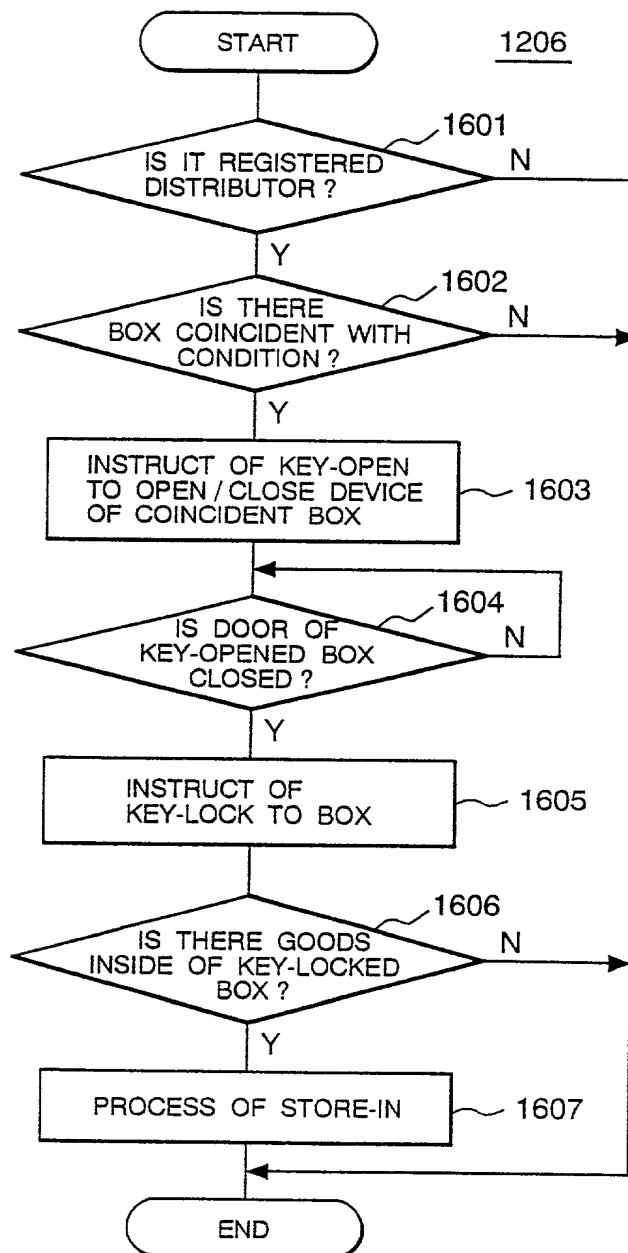 START
1206
1601
IS IT REGISTERED
DISTRIBUTOR ?
N
Y
1602
IS THERE
BOX COINCIDENT WITH
CONDITION ?
N
Y
INSTRUCT OF KEY-OPEN
TO OPEN / CLOSE DEVICE
OF COINCIDENT BOX
1603
1604
IS DOOR OF
KEY-OPENED BOX
CLOSED ?
N
Y
INSTRUCT OF
KEY-LOCK TO BOX
1605
1606
IS THERE GOODS
INSIDE OF KEY-LOCKED
BOX ?
N
Y
PROCESS OF STORE-IN
1607
END